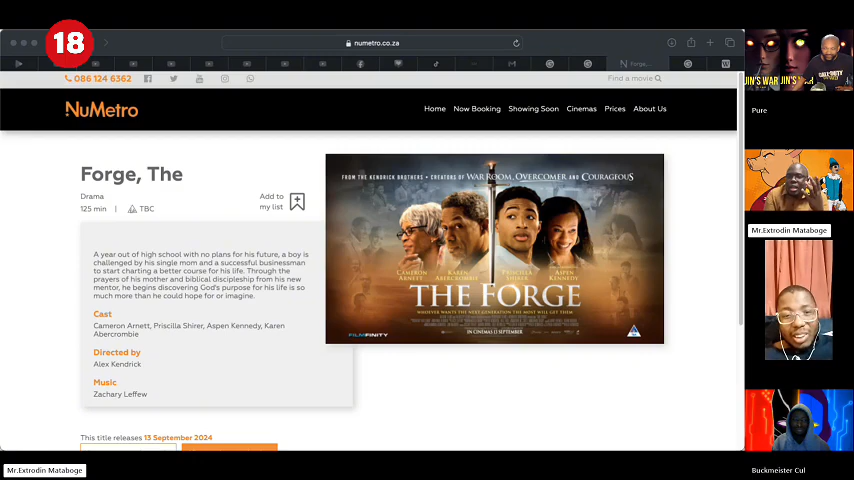 18
numetro.co.za
Forge,...
086 124 6362
Find a movie
NuMetro
Home Now Booking Showing Soon Cinemas Prices About Us
Forge, The
Drama
125 min | TBC
Add to
my list
A year out of high school with no plans for his future, a boy is
challenged by his single mom and a successful businessman
to start charting a better course for his life. Through the
prayers of his mother and biblical discipleship from his new
mentor, he begins discovering God's purpose for his life is so
much more than he could hope for or imagine.
Cast
Cameron Arnett, Priscilla Shirer, Aspen Kennedy, Karen
Abercrombie
Directed by
Alex Kendrick
Music
Zachary Leffew
This title releases 13 September 2024
FROM THE KENDRICK BROTHERS • CREATORS OF WAR ROOM, OVERCOMER AND COURAGEOUS
CAMERON ARNETT
KAREN ABERCROMBIE
PRISCILLA SHIRER
ASPEN KENNEDY
THE FORGE
WHOEVER WANTS THE NEXT GENERATION THE MOST WILL GET THEM
FILMFINITY
IN CINEMAS 13 SEPTEMBER
JIN'S WAR JIN'S WAR
Pure
Mr.Extrodin Mataboge
Mr.Extrodin Mataboge
Buckmeister Cul